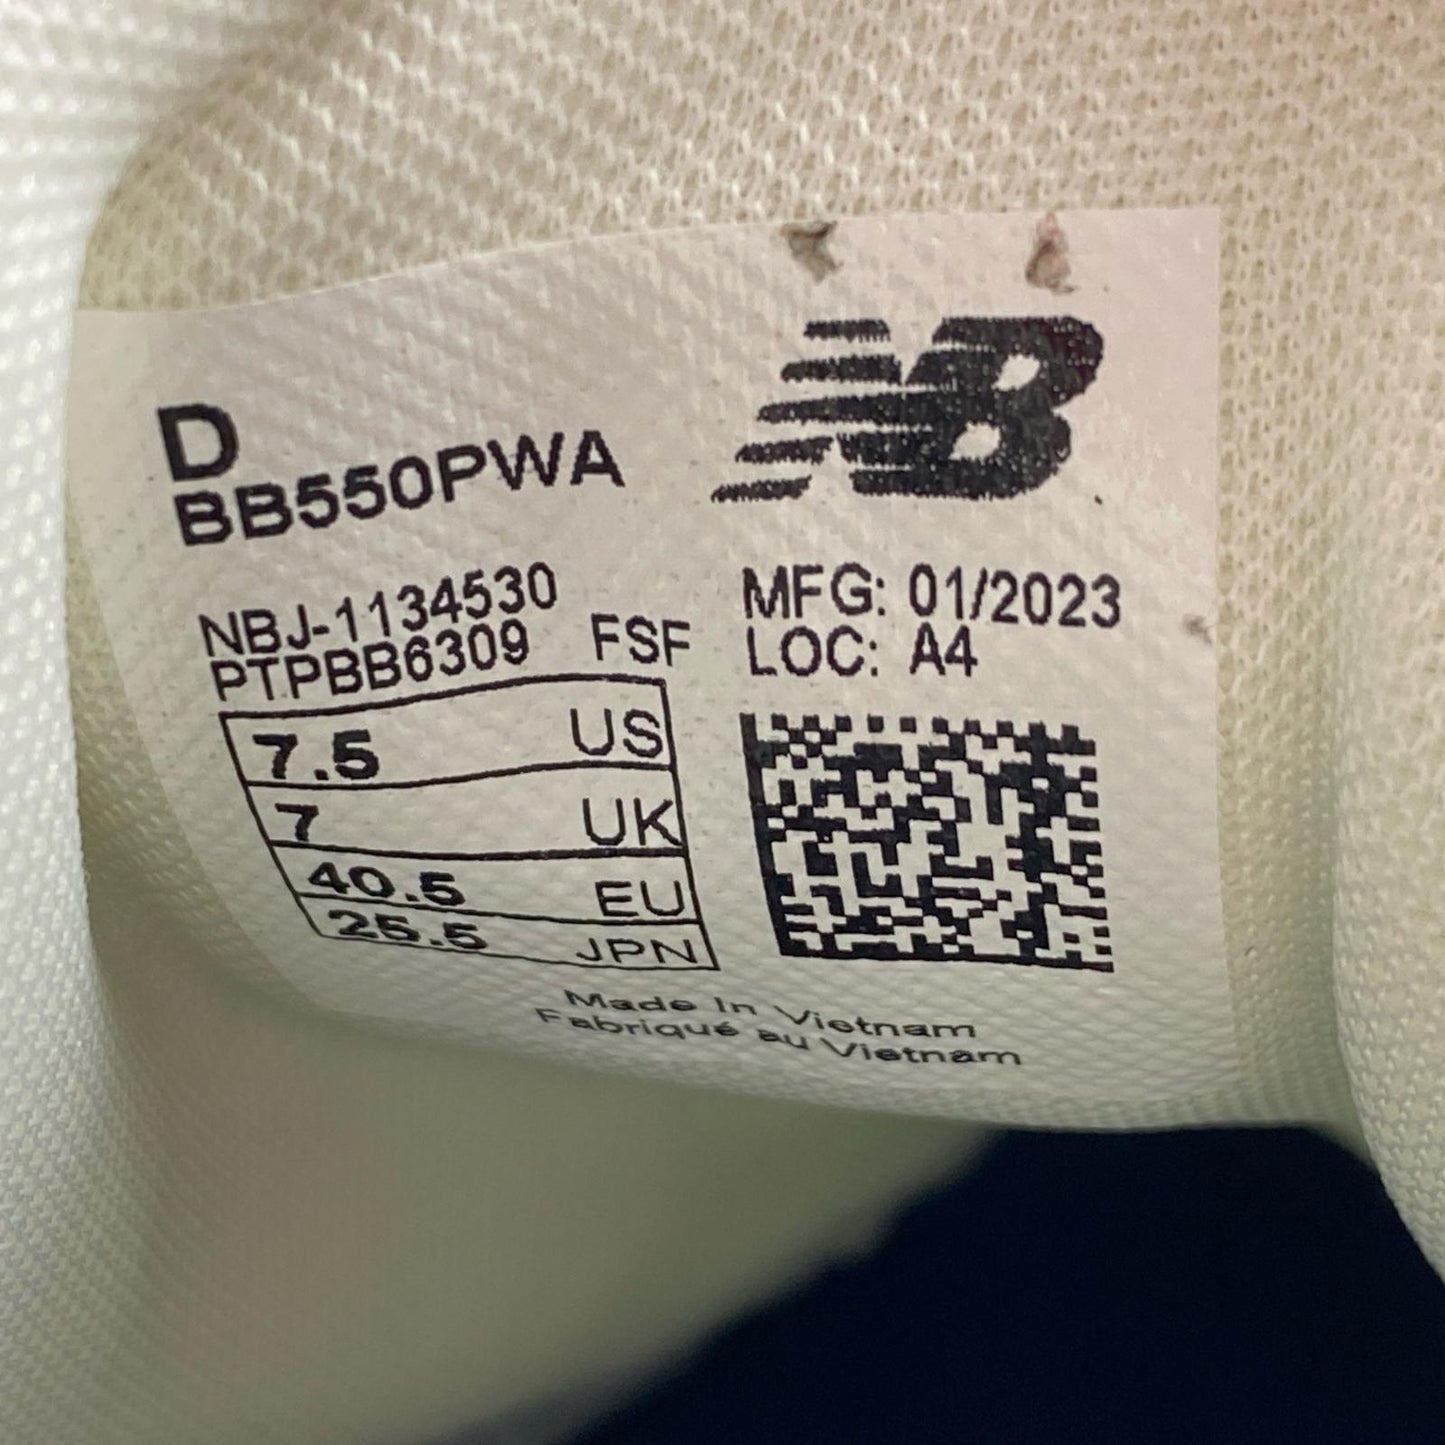 D
BB550PWA
NB
NBJ-1134530
PTPBB6309 FSF
MFG: 01/2023
LOC: A4
7.5 US
7 UK
40.5 EU
25.5 JPN
Made In Vietnam
Fabriqué au Vietnam